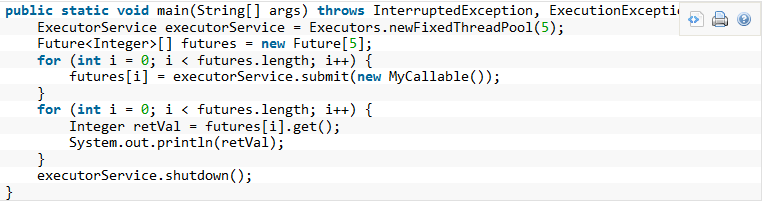 public static void main(String[] args) throws InterruptedException, ExecutionExceptio
    ExecutorService executorService = Executors.newFixedThreadPool(5);
    Future<Integer>[] futures = new Future[5];
    for (int i = 0; i < futures.length; i++) {
        futures[i] = executorService.submit(new MyCallable());
    }
    for (int i = 0; i < futures.length; i++) {
        Integer retVal = futures[i].get();
        System.out.println(retVal);
    }
    executorService.shutdown();
}